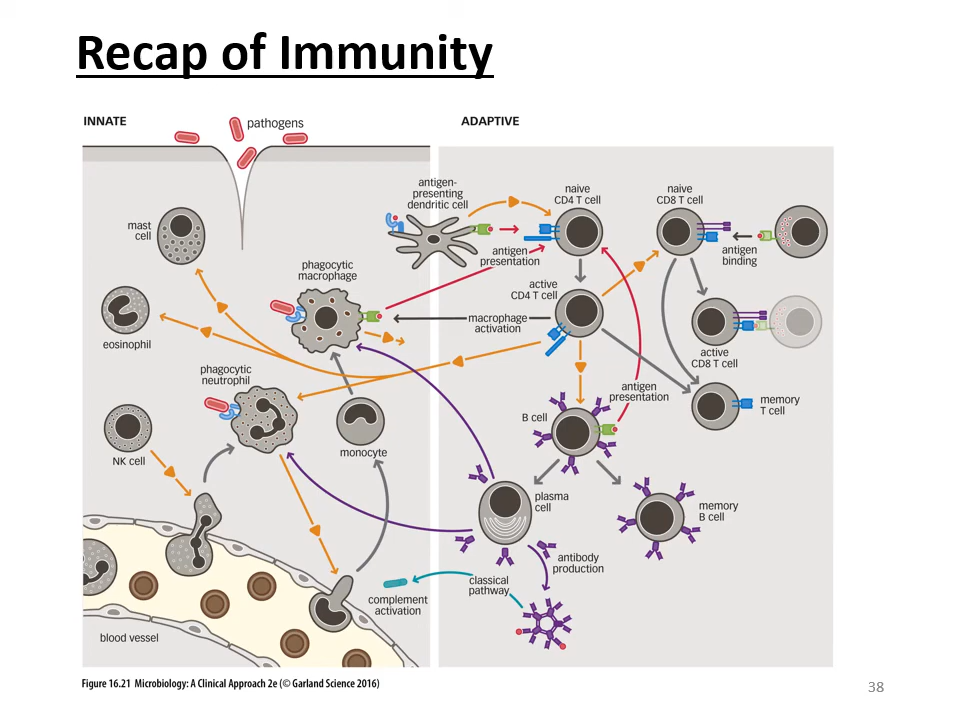 Recap of Immunity
INNATE
pathogens
ADAPTIVE
antigen-
presenting
dendritic cell
naive
CD4 T cell
naive
CD8 T cell
mast
cell
antigen
presentation
antigen
binding
phagocytic
macrophage
active
CD4 T cell
macrophage
activation
eosinophil
active
CD8 T cell
phagocytic
neutrophil
antigen
presentation
memory
T cell
B cell
monocyte
NK cell
plasma
cell
memory
B cell
antibody
production
classical
pathway
complement
activation
blood vessel
Figure 16.21 Microbiology: A Clinical Approach 2e (© Garland Science 2016)
38